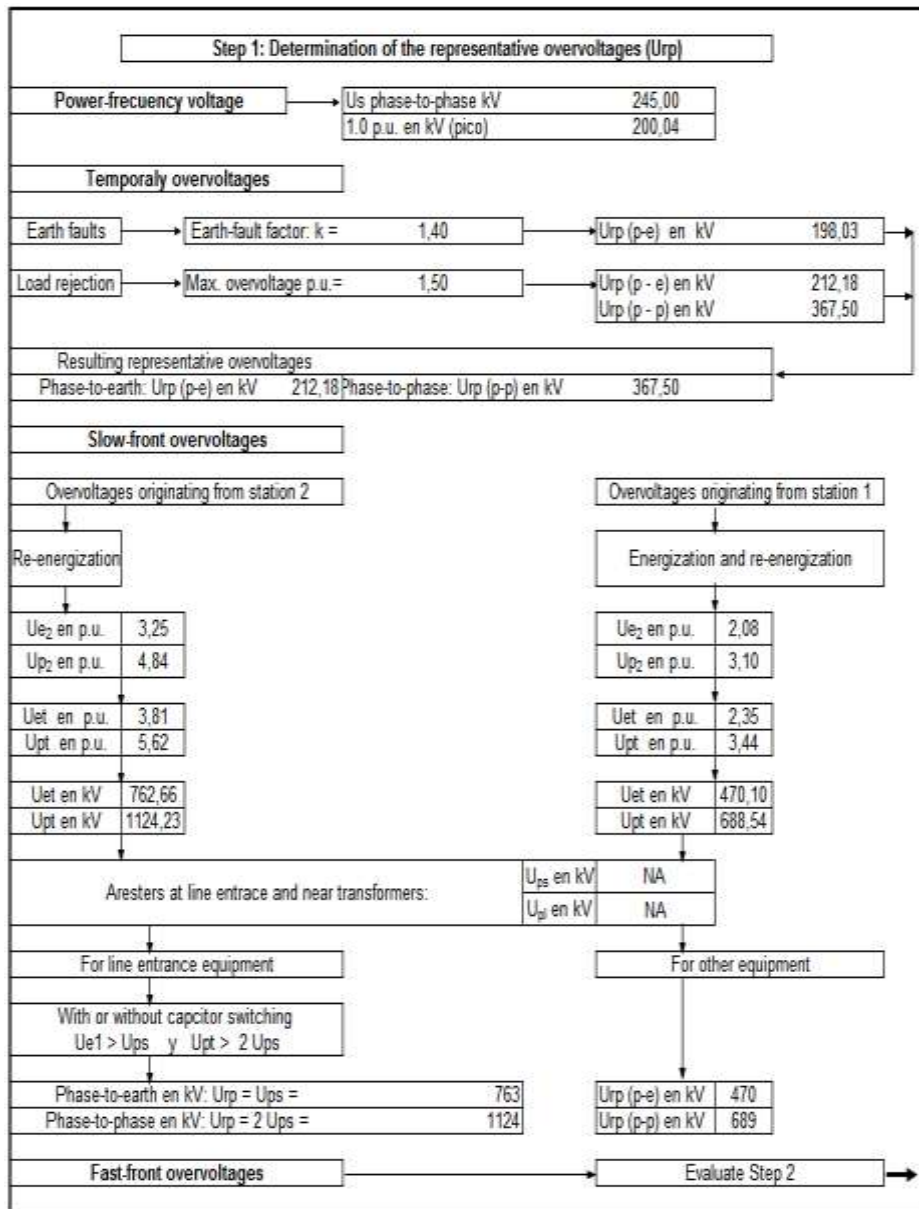 Step 1: Determination of the representative overvoltages (Urp)
Power-frecuency voltage
Us phase-to-phase kV 245,00
1.0 p.u. en kV (pico) 200,04
Temporaly overvoltages
Earth faults
Earth-fault factor: k = 1,40
Urp (p-e) en kV 198,03
Load rejection
Max. overvoltage p.u.= 1,50
Urp (p - e) en kV 212,18
Urp (p - p) en kV 367,50
Resulting representative overvoltages
Phase-to-earth: Urp (p-e) en kV 212,18 Phase-to-phase: Urp (p-p) en kV 367,50
Slow-front overvoltages
Overvoltages originating from station 2
Overvoltages originating from station 1
Re-energization
Energization and re-energization
Ue2 en p.u. 3,25
Up2 en p.u. 4,84
Ue2 en p.u. 2,08
Up2 en p.u. 3,10
Uet en p.u. 3,81
Upt en p.u. 5,62
Uet en p.u. 2,35
Upt en p.u. 3,44
Uet en kV 762,66
Upt en kV 1124,23
Uet en kV 470,10
Upt en kV 688,54
Aresters at line entrace and near transformers:
Ups en kV NA
Upl en kV NA
For line entrance equipment
For other equipment
With or without capcitor switching
Ue1 > Ups y Upt > 2 Ups
Phase-to-earth en kV: Urp = Ups = 763
Phase-to-phase en kV: Urp = 2 Ups = 1124
Urp (p-e) en kV 470
Urp (p-p) en kV 689
Fast-front overvoltages
Evaluate Step 2